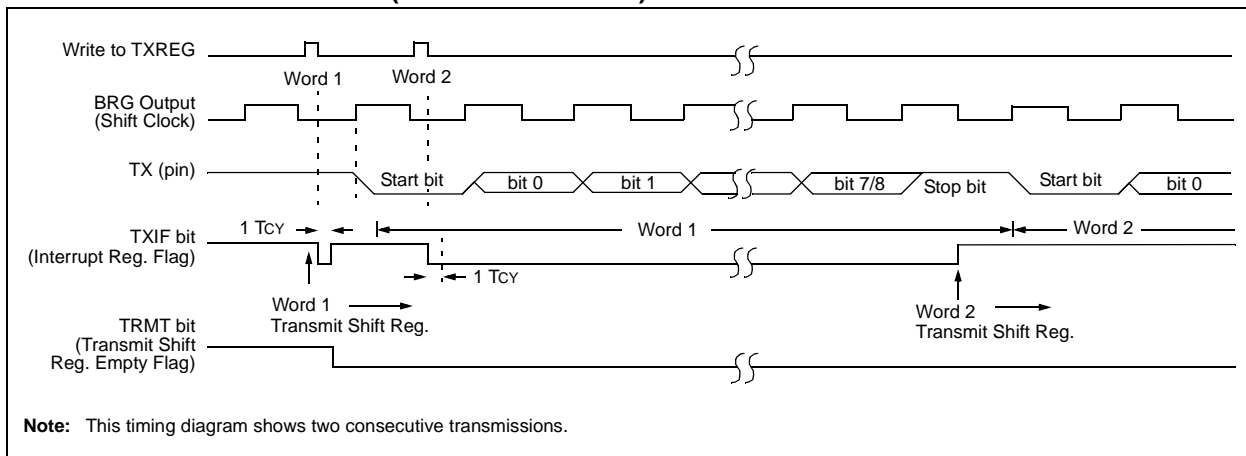 Write to TXREG
Word 1
Word 2
BRG Output
(Shift Clock)
TX (pin)
Start bit
bit 0
bit 1
bit 7/8
Stop bit
Start bit
bit 0
1 TCY
Word 1
Word 2
TXIF bit
(Interrupt Reg. Flag)
1 TCY
Word 1
Transmit Shift Reg.
Word 2
Transmit Shift Reg.
TRMT bit
(Transmit Shift
Reg. Empty Flag)
Note: This timing diagram shows two consecutive transmissions.